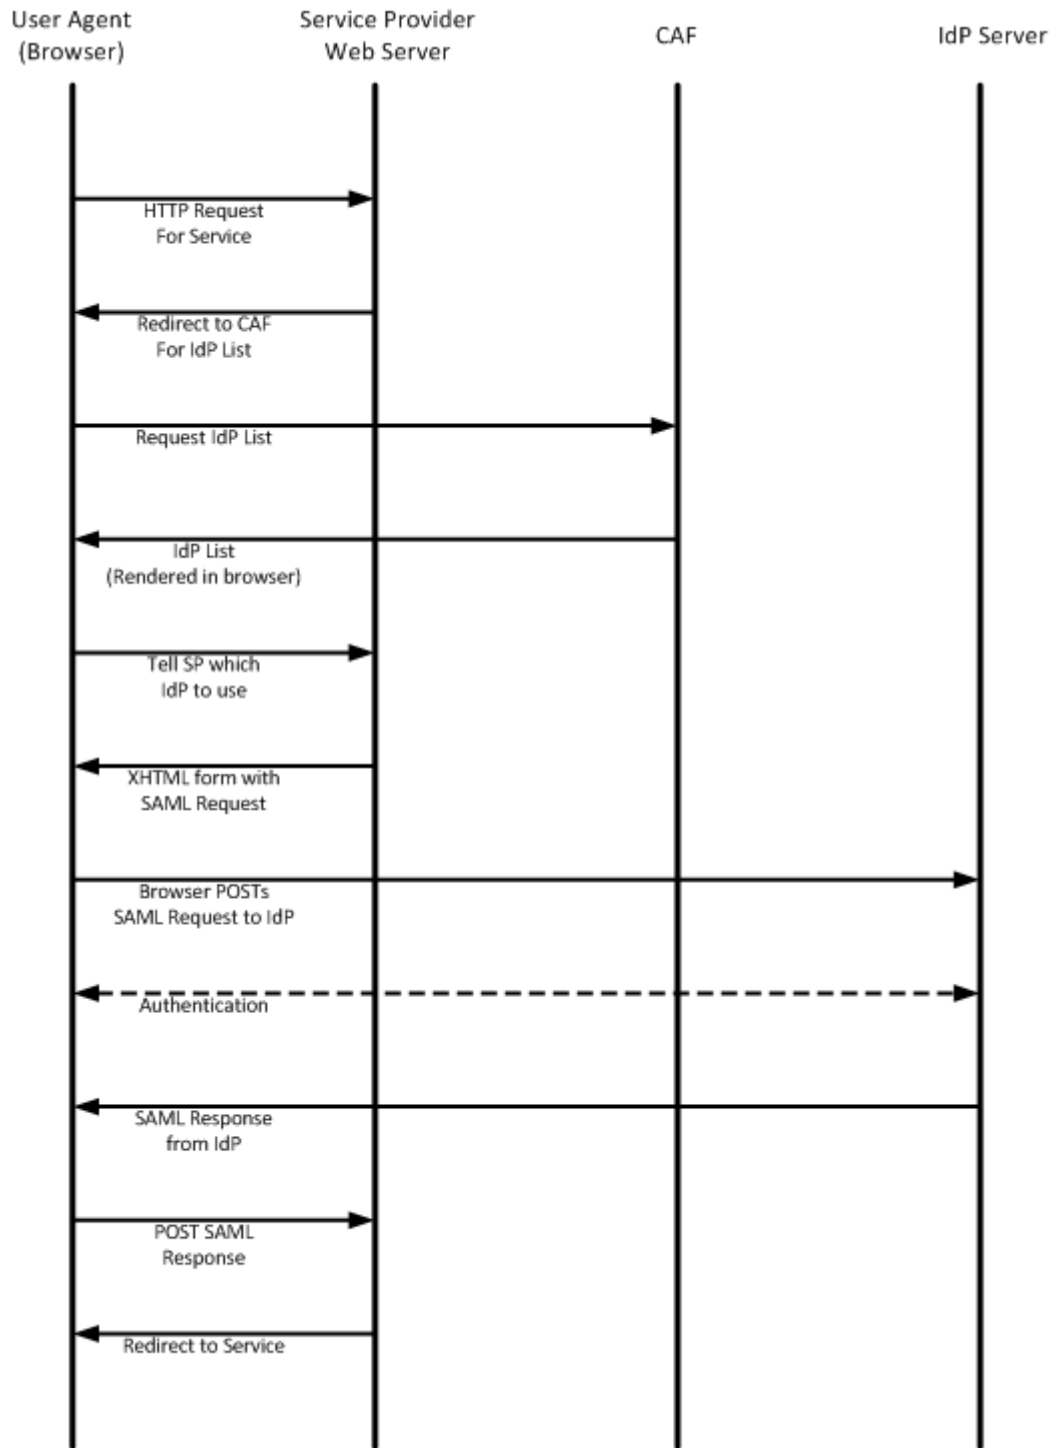 User Agent
(Browser)
Service Provider
Web Server
CAF
IdP Server
HTTP Request
For Service
Redirect to CAF
For IdP List
Request IdP List
IdP List
(Rendered in browser)
Tell SP which
IdP to use
XHTML form with
SAML Request
Browser POSTs
SAML Request to IdP
Authentication
SAML Response
from IdP
POST SAML
Response
Redirect to Service